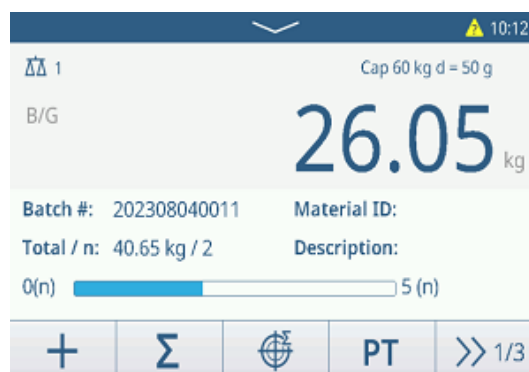 10:12
1 Cap 60 kg d = 50 g
B/G
26.05 kg
Batch #: 202308040011 Material ID:
Total / n: 40.65 kg / 2 Description:
0(n) 5 (n)
+ Σ Σ PT >> 1/3